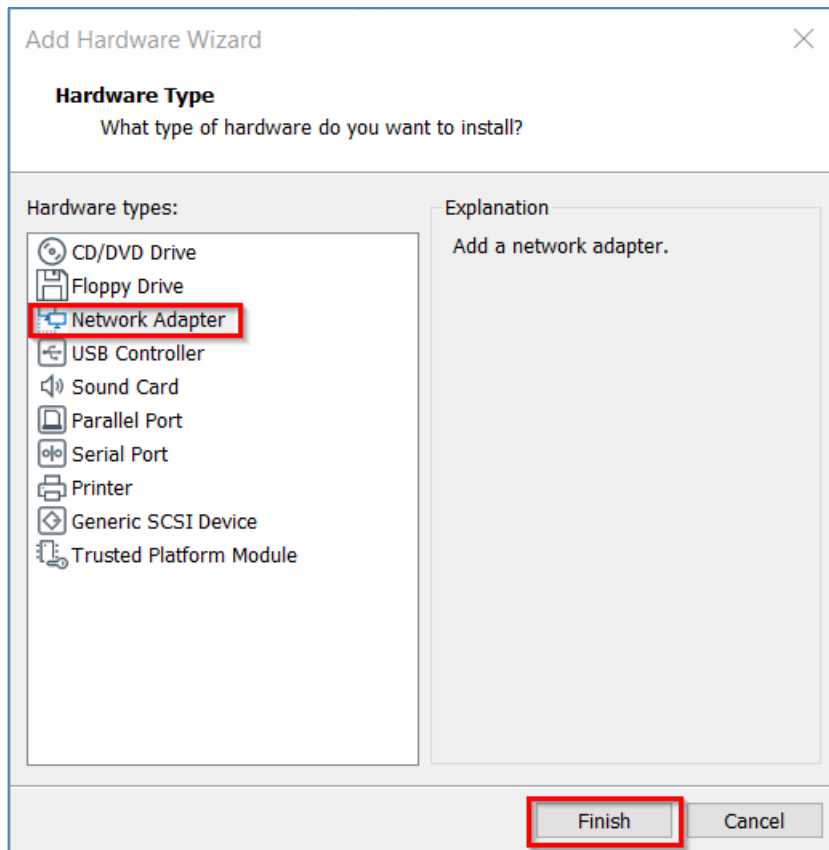 Add Hardware Wizard
Hardware Type
What type of hardware do you want to install?
Hardware types:
CD/DVD Drive
Floppy Drive
Network Adapter
USB Controller
Sound Card
Parallel Port
Serial Port
Printer
Generic SCSI Device
Trusted Platform Module
Explanation
Add a network adapter.
Finish
Cancel